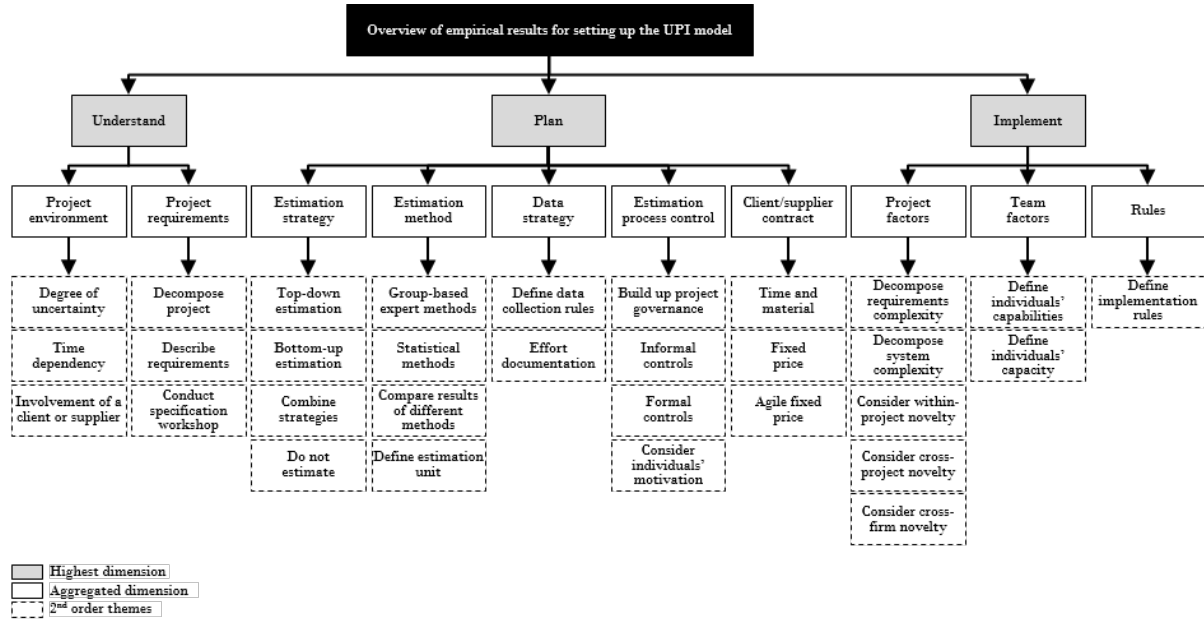 Overview of empirical results for setting up the UPI model
Understand
Plan
Implement
Project
environment
Project
requirements
Estimation
strategy
Estimation
method
Data
strategy
Estimation
process control
Client/supplier
contract
Project
factors
Team
factors
Rules
Degree of
uncertainty
Time
dependency
Involvement of a
client or supplier
Decompose
project
Describe
requirements
Conduct
specification
workshop
Top-down
estimation
Bottom-up
estimation
Combine
strategies
Do not
estimate
Group-based
expert methods
Statistical
methods
Compare results
of different
methods
Define estimation
unit
Define data
collection rules
Effort
documentation
Build up project
governance
Informal
controls
Formal
controls
Consider
individuals’
motivation
Time and
material
Fixed
price
Agile fixed
price
Decompose
requirements
complexity
Decompose
system
complexity
Consider within-
project novelty
Consider cross-
project novelty
Consider cross-
firm novelty
Define
individuals’
capabilities
Define
individuals’
capacity
Define
implementation
rules
Highest dimension
Aggregated dimension
2nd order themes